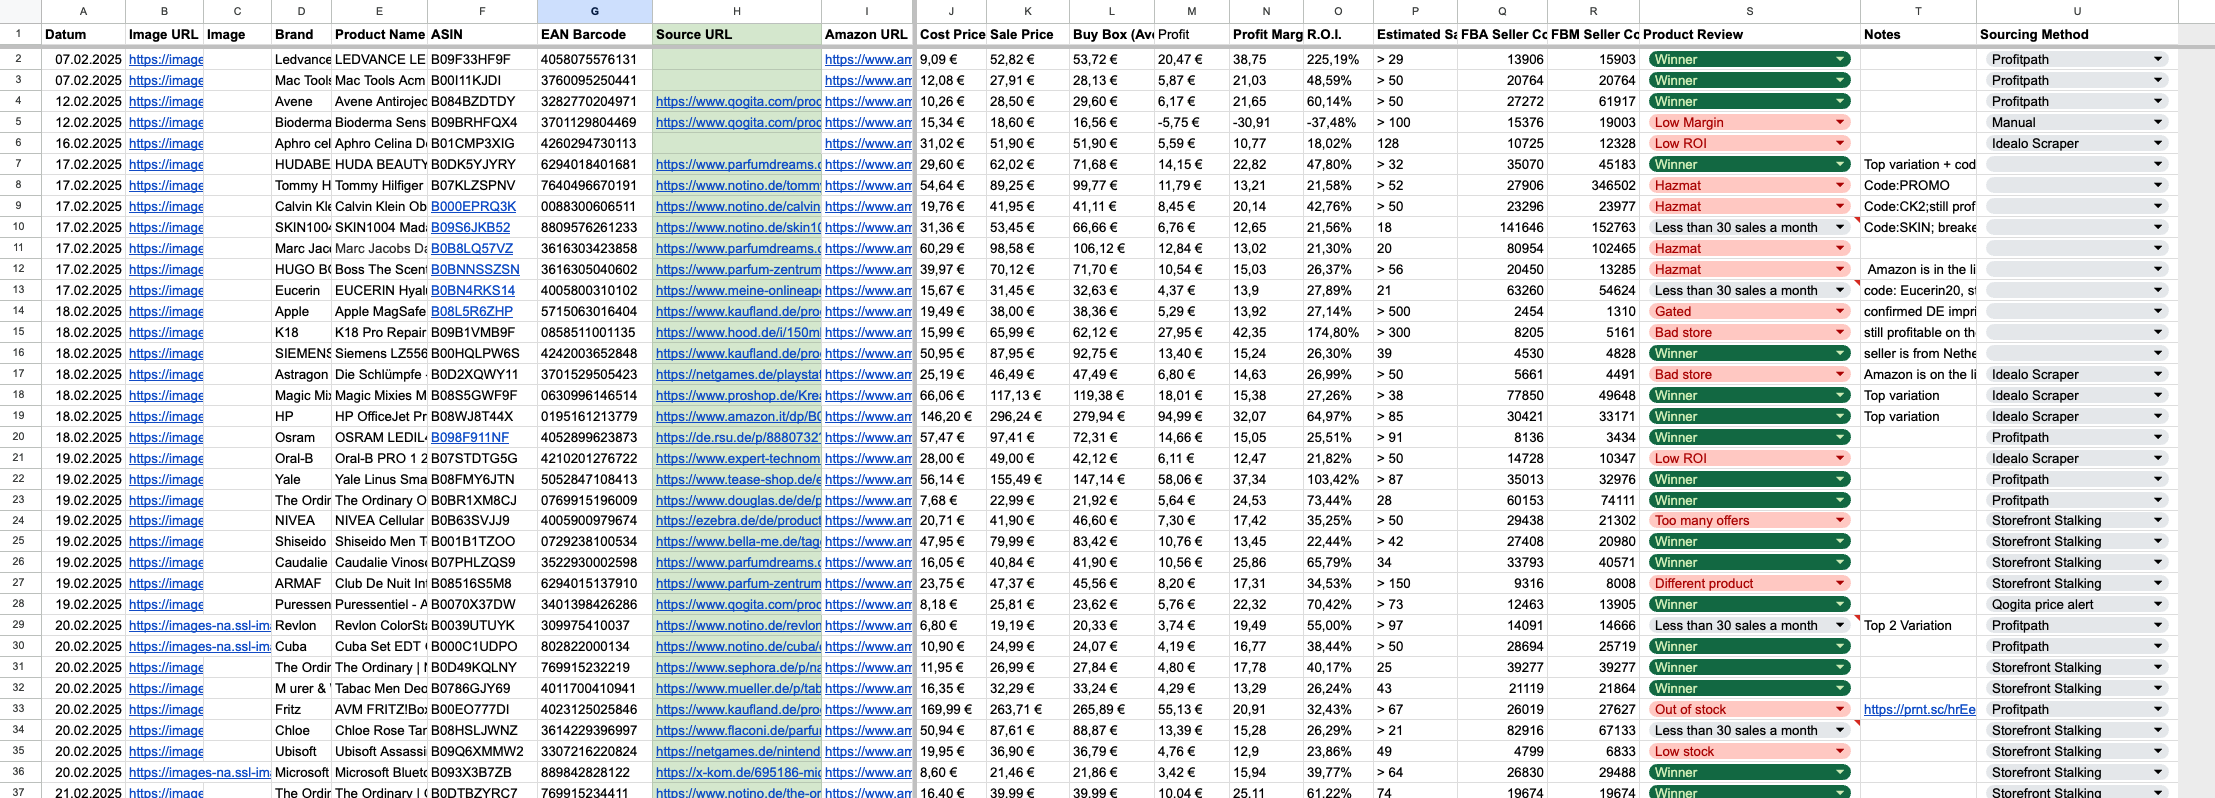 A B C D E F G H I J K L M N O P Q R S T U
1 Datum Image URL Image Brand Product Name ASIN EAN Barcode Source URL Amazon URL Cost Price Sale Price Buy Box (Ave Profit Profit Marg R.O.I. Estimated Sa FBA Seller Co FBM Seller Co Product Review Notes Sourcing Method
2 07.02.2025 https://image Ledvance LEDVANCE LE B09F33HF9F 4058075576131 https://www.am 9,09 € 52,82 € 53,72 € 20,47 € 38,75 225,19% > 29 13906 15903 Winner Profitpath
3 07.02.2025 https://image Mac Tools Mac Tools Acm B00I11KJDI 3760095250441 https://www.am 12,08 € 27,91 € 28,13 € 5,87 € 21,03 48,59% > 50 20764 20764 Winner Profitpath
4 12.02.2025 https://image Avene Avene Antirojec B084BZDTDY 3282770204971 https://www.qogita.com/proc https://www.am 10,26 € 28,50 € 29,60 € 6,17 € 21,65 60,14% > 50 27272 61917 Winner Profitpath
5 12.02.2025 https://image Bioderma Bioderma Sens B09BRHFQX4 3701129804469 https://www.qogita.com/proc https://www.am 15,34 € 18,60 € 16,56 € -5,75 € -30,91 -37,48% > 100 15376 19003 Low Margin Manual
6 16.02.2025 https://image Aphro cel Aphro Celina D B01CMP3XIG 4260294730113 https://www.am 31,02 € 51,90 € 51,90 € 5,59 € 10,77 18,02% 128 10725 12328 Low ROI Idealo Scraper
7 17.02.2025 https://image HUDABE HUDA BEAUTY B0DK5YJYRY 6294018401681 https://www.parfumdreams.c https://www.am 29,60 € 62,02 € 71,68 € 14,15 € 22,82 47,80% > 32 35070 45183 Winner Top variation + cod
8 17.02.2025 https://image Tommy H Tommy Hilfiger B07KLZSPNV 7640496670191 https://www.notino.de/tomm https://www.am 54,64 € 89,25 € 99,77 € 11,79 € 13,21 21,58% > 52 27906 346502 Hazmat Code:PROMO
9 17.02.2025 https://image Calvin Kle Calvin Klein Ob B000EPRQ3K 0088300606511 https://www.notino.de/calvin https://www.am 19,76 € 41,95 € 41,11 € 8,45 € 20,14 42,76% > 50 23296 23977 Hazmat Code:CK2;still prof
10 17.02.2025 https://image SKIN1004 SKIN1004 Mada B09S6JKB52 8809576261233 https://www.notino.de/skin10 https://www.am 31,36 € 53,45 € 66,66 € 6,76 € 12,65 21,56% 18 141646 152763 Less than 30 sales a month Code:SKIN; breake
11 17.02.2025 https://image Marc Jac Marc Jacobs Da B0B8LQ57VZ 3616303423858 https://www.parfumdreams.c https://www.am 60,29 € 98,58 € 106,12 € 12,84 € 13,02 21,30% 20 80954 102465 Hazmat
12 17.02.2025 https://image HUGO BO Boss The Scent B0BNNSSZSN 3616305040602 https://www.parfum-zentrum https://www.am 39,97 € 70,12 € 71,70 € 10,54 € 15,03 26,37% > 56 20450 13285 Hazmat Amazon is in the li
13 17.02.2025 https://image Eucerin EUCERIN Hyal B0BN4RKS14 4005800310102 https://www.meine-onlineap https://www.am 15,67 € 31,45 € 32,63 € 4,37 € 13,9 27,89% 21 63260 54624 Less than 30 sales a month code: Eucerin20, s
14 18.02.2025 https://image Apple Apple MagSafe B08L5R6ZHP 5715063016404 https://www.kaufland.de/pro https://www.am 19,49 € 38,00 € 38,36 € 5,29 € 13,92 27,14% > 500 2454 1310 Gated confirmed DE impri
15 18.02.2025 https://image K18 K18 Pro Repair B09B1VMB9F 0858511001135 https://www.hood.de/i/150m https://www.am 15,99 € 65,99 € 62,12 € 27,95 € 42,35 174,80% > 300 8205 5161 Bad store still profitable on th
16 18.02.2025 https://image SIEMENS Siemens LZ556 B00HQLPW6S 4242003652848 https://www.kaufland.de/pro https://www.am 50,95 € 87,95 € 92,75 € 13,40 € 15,24 26,30% 39 4530 4828 Winner seller is from Nethe
17 18.02.2025 https://image Astragon Die Schlümpfe B0D2XQWY11 3701529505423 https://netgames.de/playstat https://www.am 25,19 € 46,49 € 47,49 € 6,80 € 14,63 26,99% > 50 5661 4491 Bad store Amazon is on the li Idealo Scraper
18 18.02.2025 https://image Magic Mix Magic Mixies M B08S5GWF9F 0630996146514 https://www.proshop.de/Krea https://www.am 66,06 € 117,13 € 119,38 € 18,01 € 15,38 27,26% > 38 77850 49648 Winner Top variation Idealo Scraper
19 18.02.2025 https://image HP HP OfficeJet Pr B08WJ8T44X 0195161213779 https://www.amazon.it/dp/B0 https://www.am 146,20 € 296,24 € 279,94 € 94,99 € 32,07 64,97% > 85 30421 33171 Winner Top variation Idealo Scraper
20 18.02.2025 https://image Osram OSRAM LEDIL B098F911NF 4052899623873 https://de.rsu.de/p/8880732 https://www.am 57,47 € 97,41 € 72,31 € 14,66 € 15,05 25,51% > 91 8136 3434 Winner Profitpath
21 18.02.2025 https://image Oral-B Oral-B PRO 1 2 B07STDTG5G 4210201276722 https://www.expert-technom https://www.am 28,00 € 49,00 € 42,12 € 6,11 € 12,47 21,82% > 50 14728 10347 Low ROI Idealo Scraper
22 19.02.2025 https://image Yale Yale Linus Sma B08FMY6JTN 5052847108413 https://www.tease-shop.de/e https://www.am 56,14 € 155,49 € 147,14 € 58,06 € 37,34 103,42% > 87 35013 32976 Winner Profitpath
23 19.02.2025 https://image The Ordir The Ordinary O B0BR1XM8CJ 0769915196009 https://www.douglas.de/de/p https://www.am 7,68 € 22,99 € 21,92 € 5,64 € 24,53 73,44% 28 60153 74111 Winner Profitpath
24 19.02.2025 https://image NIVEA NIVEA Cellular B0B63SVJJ9 4005900979674 https://ezebra.de/de/product https://www.am 20,71 € 41,90 € 46,60 € 7,30 € 17,42 35,25% > 50 29438 21302 Too many offers Storefront Stalking
25 19.02.2025 https://image Shiseido Shiseido Men T B001B1TZOO 0729238100534 https://www.bella-me.de/tag https://www.am 47,95 € 79,99 € 83,42 € 10,76 € 13,45 22,44% > 42 27408 20980 Winner Storefront Stalking
26 19.02.2025 https://image Caudalie Caudalie Vinos B07PHLZQS9 3522930002598 https://www.parfumdreams.c https://www.am 16,05 € 40,84 € 41,90 € 10,56 € 25,86 65,79% 34 33793 40571 Winner Storefront Stalking
27 19.02.2025 https://image ARMAF Club De Nuit In B08516S5M8 6294015137910 https://www.parfum-zentrum https://www.am 23,75 € 47,37 € 45,56 € 8,20 € 17,31 34,53% > 150 9316 8008 Different product Storefront Stalking
28 19.02.2025 https://image Puressen Puressentiel - A B0070X37DW 3401398426286 https://www.qogita.com/proc https://www.am 8,18 € 25,81 € 23,62 € 5,76 € 22,32 70,42% > 73 12463 13905 Winner Qogita price alert
29 20.02.2025 https://images-na.ssl-im Revlon Revlon ColorSta B0039UTUYK 309975410037 https://www.notino.de/revlon https://www.am 6,80 € 19,19 € 20,33 € 3,74 € 19,49 55,00% > 97 14091 14666 Less than 30 sales a month Top 2 Variation Profitpath
30 20.02.2025 https://images-na.ssl-im Cuba Cuba Set EDT B000C1UDPO 802822000134 https://www.notino.de/cuba/ https://www.am 10,90 € 24,99 € 24,07 € 4,19 € 16,77 38,44% > 50 28694 25719 Winner Profitpath
31 20.02.2025 https://image The Ordir The Ordinary | B0D49KQLNY 769915232219 https://www.sephora.de/p/na https://www.am 11,95 € 26,99 € 27,84 € 4,80 € 17,78 40,17% 25 39277 39277 Winner Storefront Stalking
32 20.02.2025 https://image M urer & Tabac Men Deo B0786GJY69 4011700410941 https://www.mueller.de/p/tab https://www.am 16,35 € 32,29 € 33,24 € 4,29 € 13,29 26,24% 43 21119 21864 Winner Storefront Stalking
33 20.02.2025 https://image Fritz AVM FRITZ!Box B00EO777DI 4023125025846 https://www.kaufland.de/pro https://www.am 169,99 € 263,71 € 265,89 € 55,13 € 20,91 32,43% > 67 26019 27627 Out of stock https://prnt.sc/hrEe Profitpath
34 20.02.2025 https://image Chloe Chloe Rose Tar B08HSLJWNZ 3614229396997 https://www.flaconi.de/parfu https://www.am 50,94 € 87,61 € 88,87 € 13,39 € 15,28 26,29% > 21 82916 67133 Less than 30 sales a month Storefront Stalking
35 20.02.2025 https://image Ubisoft Ubisoft Assassi B09Q6XMMW2 3307216220824 https://netgames.de/nintend https://www.am 19,95 € 36,90 € 36,79 € 4,76 € 12,9 23,86% 49 4799 6833 Low stock Storefront Stalking
36 20.02.2025 https://images-na.ssl-im Microsoft Microsoft Blueto B093X3B7ZB 889842828122 https://x-kom.de/695186-mic https://www.am 8,60 € 21,46 € 21,86 € 3,42 € 15,94 39,77% > 64 26830 29488 Winner Storefront Stalking
37 21.02.2025 https://image The Ordir The Ordinary | B0DTBZYRC7 769915234411 https://www.notino.de/the-or https://www.am 16,40 € 39,99 € 39,99 € 10,04 € 25,11 61,22% 74 19674 19674 Winner Storefront Stalking